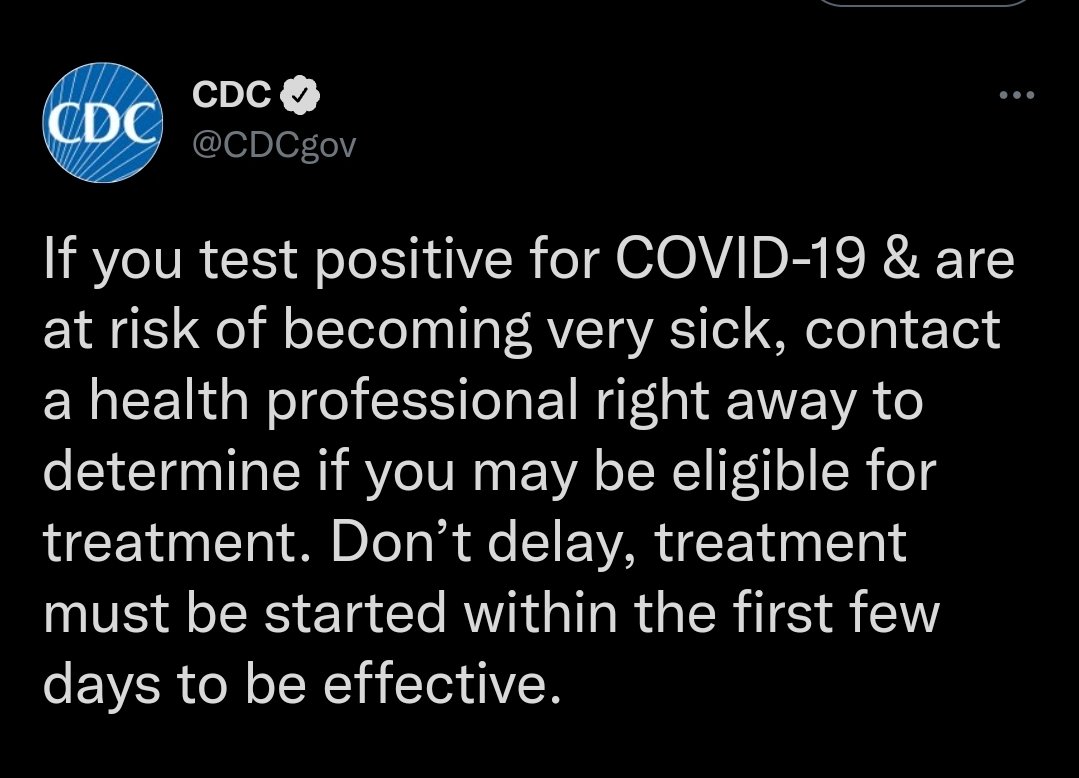 CDC
CDC
@CDCgov
If you test positive for COVID-19 & are
at risk of becoming very sick, contact
a health professional right away to
determine if you may be eligible for
treatment. Don’t delay, treatment
must be started within the first few
days to be effective.